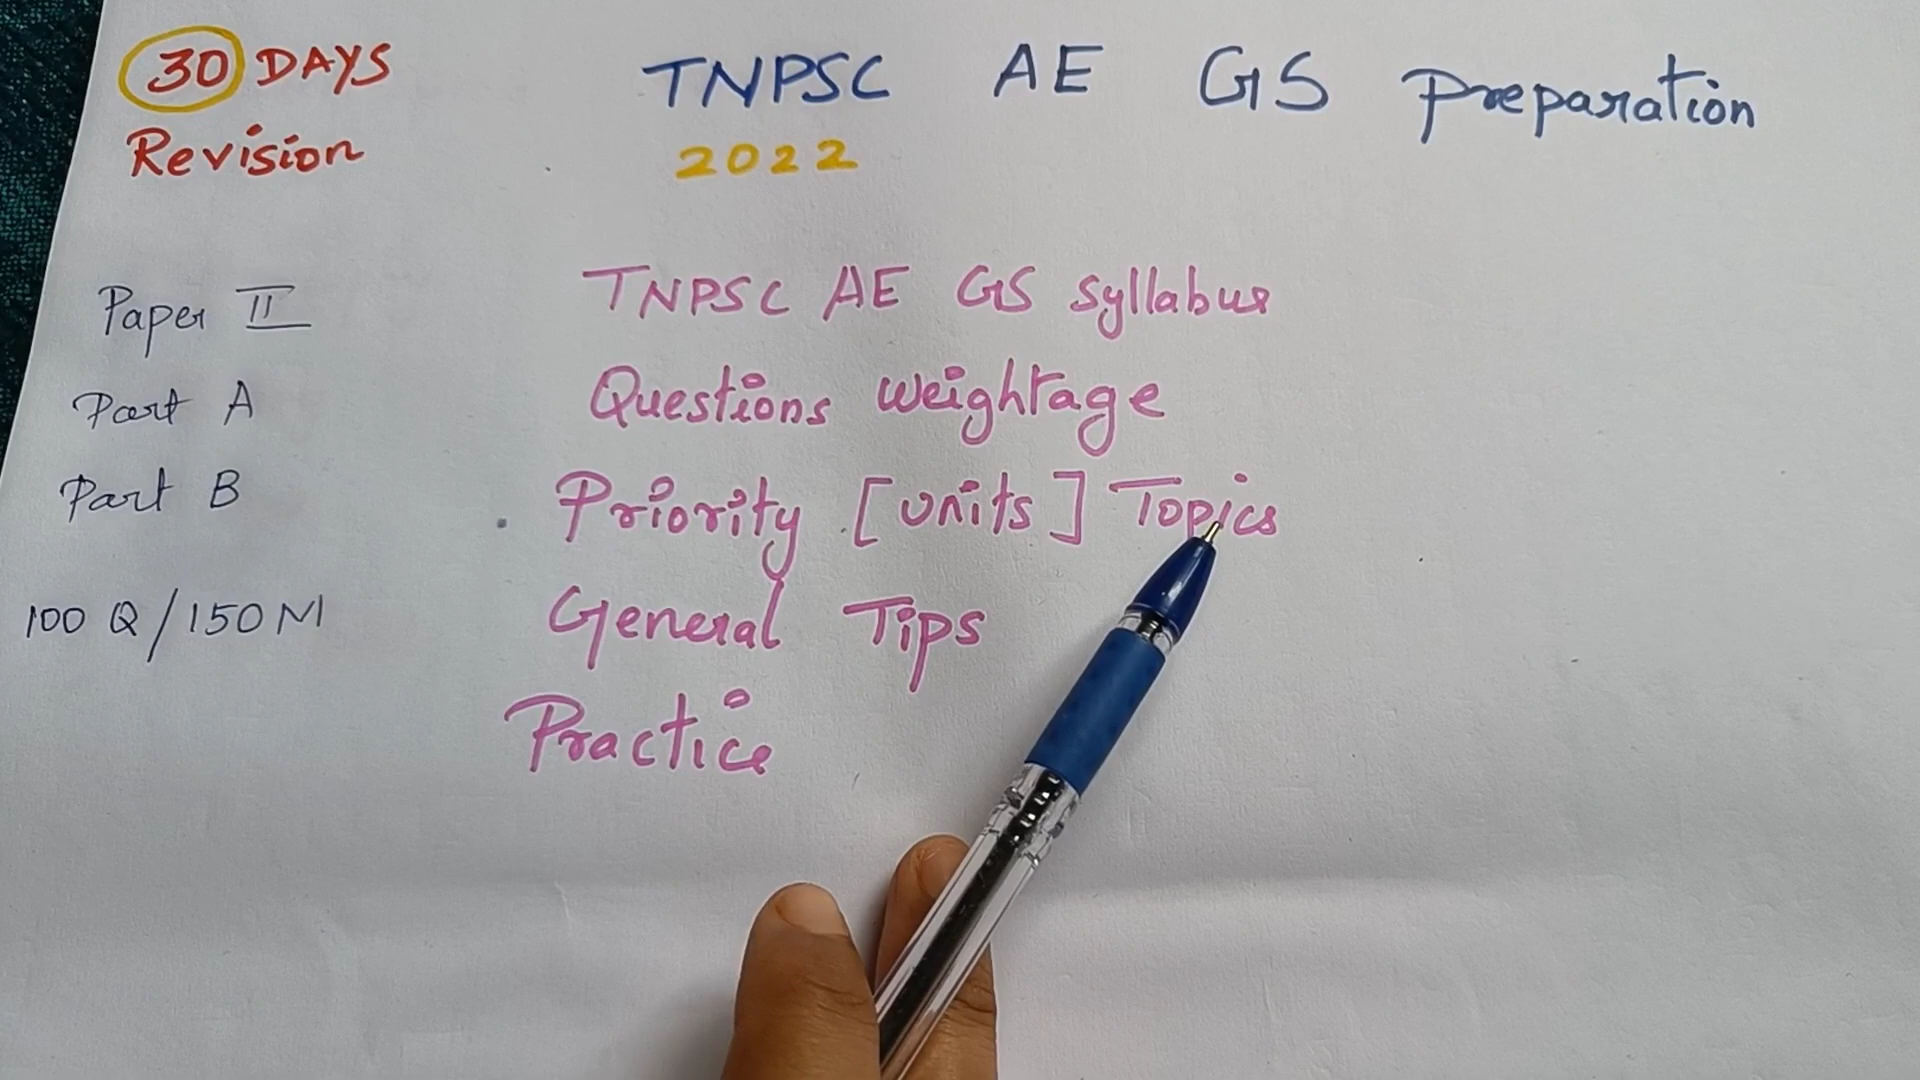 30 DAYS
Revision
TNPSC AE GS Preparation
2022
Paper II
Part A
Part B
100 Q/150 M
TNPSC AE GS syllabus
Questions weightage
Priority [units] Topics
General Tips
Practice